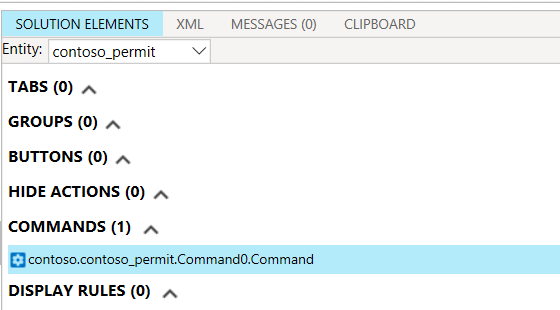 SOLUTION ELEMENTS XML MESSAGES (0) CLIPBOARD
Entity: contoso_permit
TABS (0)
GROUPS (0)
BUTTONS (0)
HIDE ACTIONS (0)
COMMANDS (1)
contoso.contoso_permit.Command0.Command
DISPLAY RULES (0)